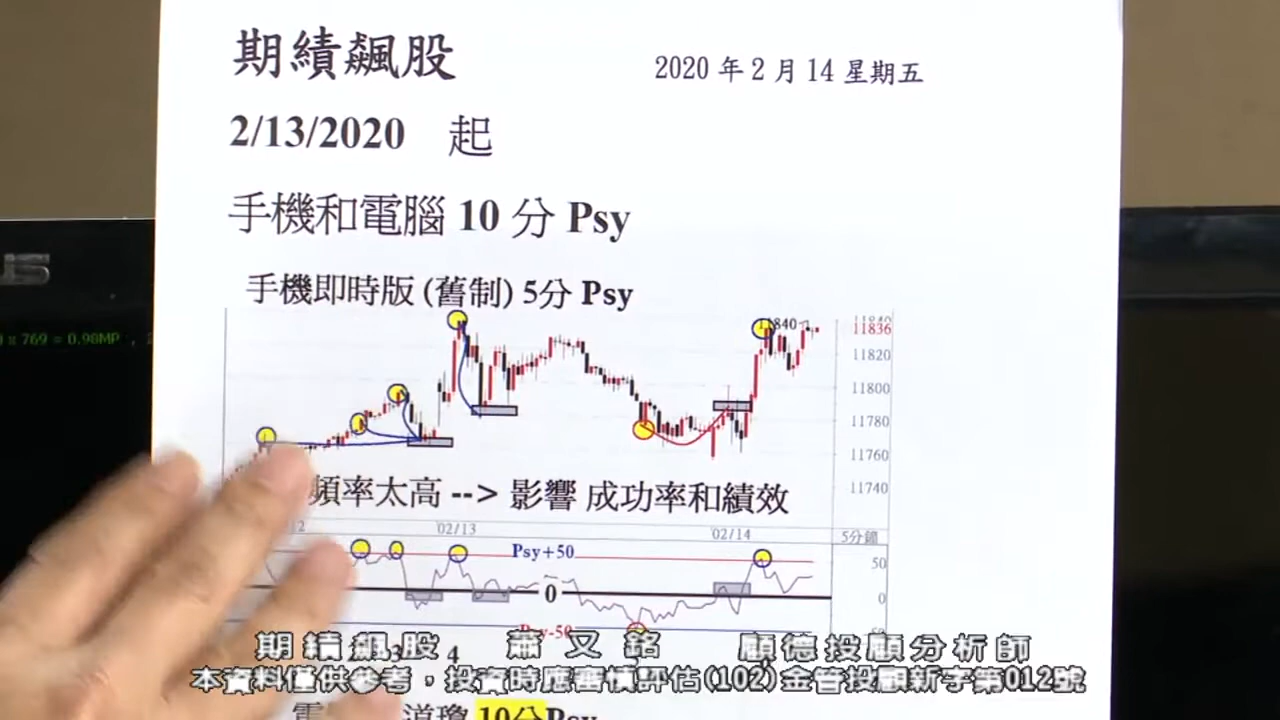 期績飆股
2020 年 2 月 14 星期五
2/13/2020 起
手機和電腦 10 分 Psy
手機即時版 (舊制) 5分 Psy
11840
11840
11836
11820
11800
11780
11760
11740
頻率太高 --> 影響 成功率和績效
02/13
02/14
5分鐘
Psy+50
50
0
0
期績飆股 蕭又銘 顧德投顧分析師
4
本資料僅供參考，投資時應審慎評估(102)金管投顧新字第012號
10分Psy